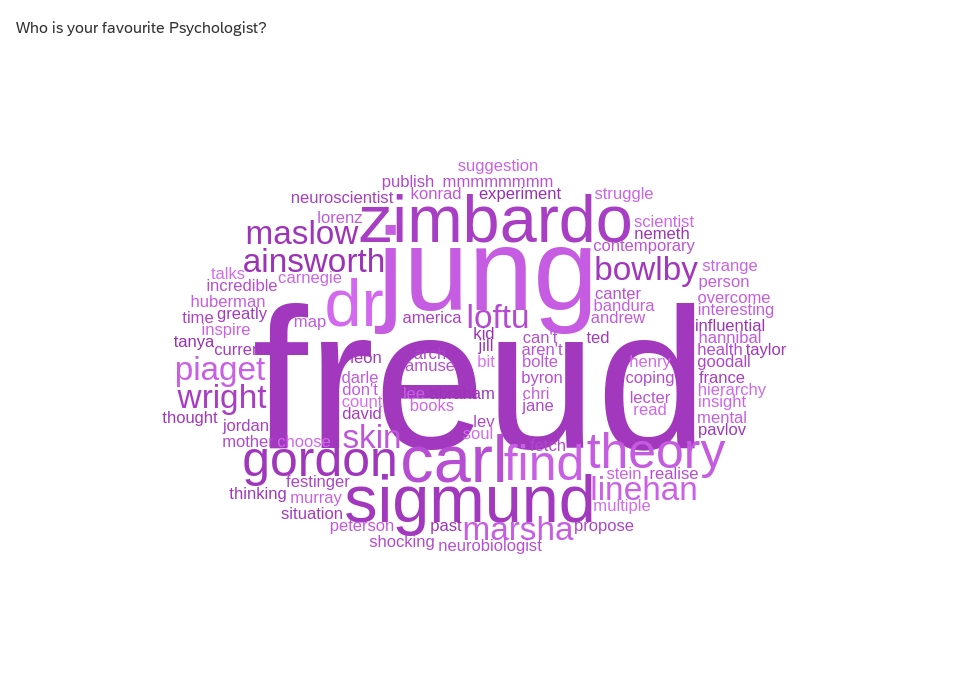 Who is your favourite Psychologist?
suggestion
publish mmmmmmmmm
neuroscientist konrad experiment struggle
lorenz zimbardo scientist
maslow nemeth
contemporary
ainsworth jung bowlby strange
talks carnegie person
incredible dr canter overcome
huberman bandura interesting
time greatly map america loftu andrew influential
inspire kid can't ted hannibal
tanya jill aren't health taylor
freud
amuse bit bolte henry goodall
piaget darle byron coping france
wright don't lee chri lecter hierarchy
count books jane read insight
thought david lev mental
jordan skin soul pavlov
mother choose
gordon carl find theory
festinger stein realise
thinking murray sigmund linehan
situation multiple
peterson past marsha propose
shocking neurobiologist